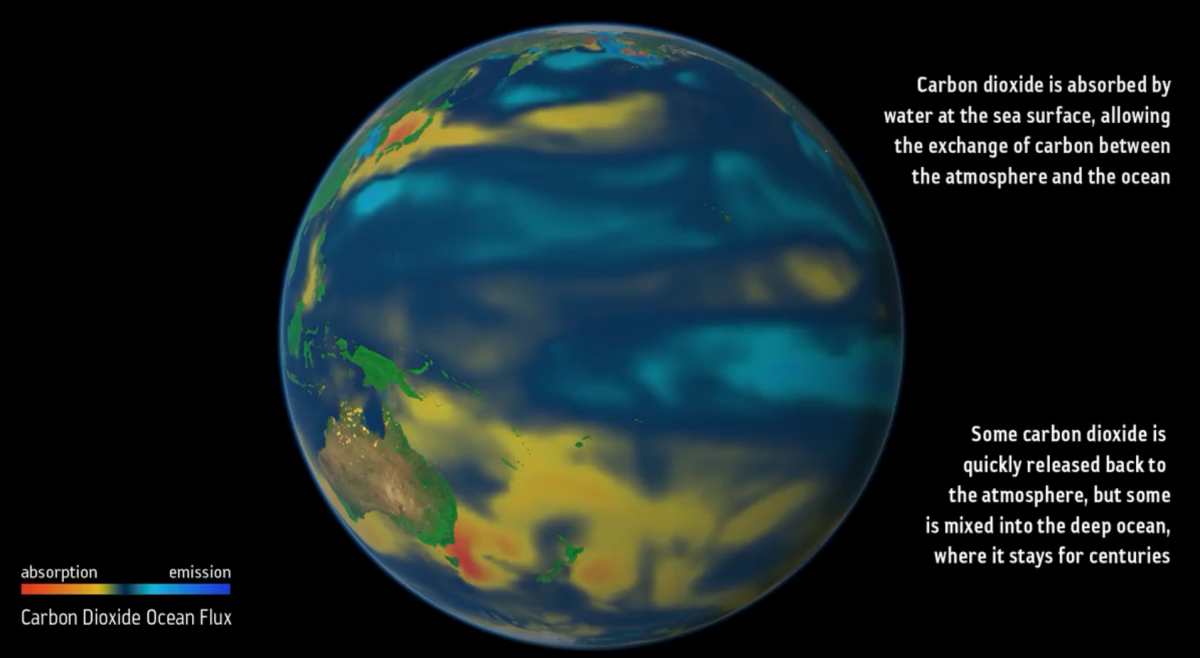 Carbon dioxide is absorbed by
water at the sea surface, allowing
the exchange of carbon between
the atmosphere and the ocean
Some carbon dioxide is
quickly released back to
the atmosphere, but some
is mixed into the deep ocean,
where it stays for centuries
absorption emission
Carbon Dioxide Ocean Flux